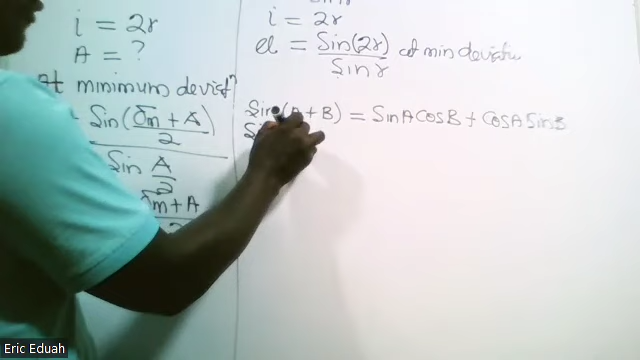 i = 2r
A = ?
at minimum deviatⁿ
Sin (δm + A)
2
Sin A
2
δm + A
i = 2r
Sin(2r) at min deviatn
Sin r
Sin (A + B) = SinA CosB + CosA SinB